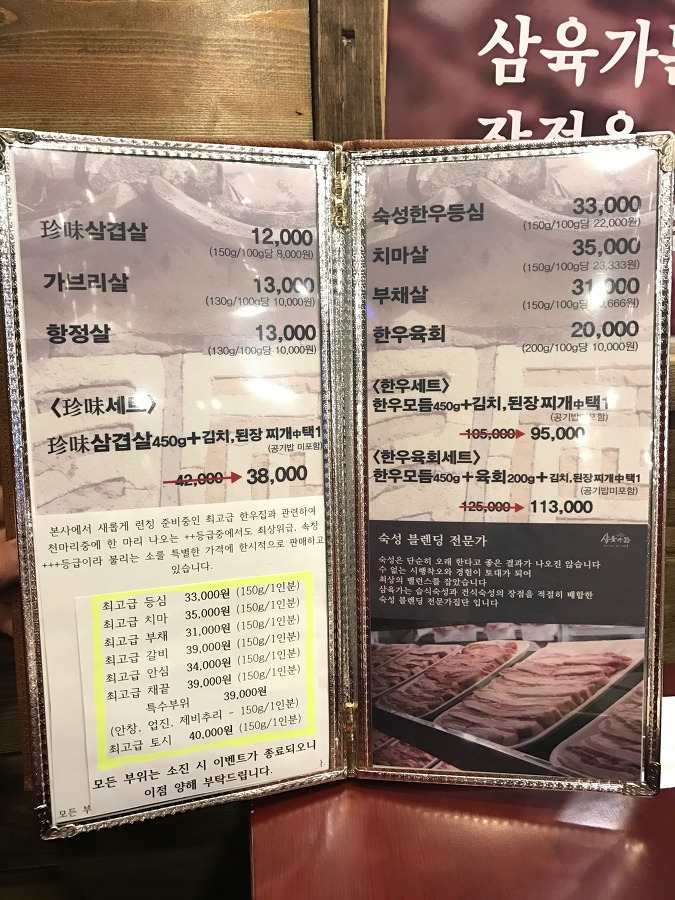 삼육가
珍味삼겹살 12,000
(150g/100g당 8,000원)
가브리살 13,000
(130g/100g당 10,000원)
항정살 13,000
(130g/100g당 10,000원)
〈珍味세트〉
珍味삼겹살450g+김치,된장 찌개中택1
(공기밥 미포함)
42,000 38,000
본사에서 새롭게 런칭 준비중인 최고급 한우집과 관련하여
천마리중에 한 마리 나오는 ++등급중에서도 최상위급, 속칭
+++등급이라 불리는 소를 특별한 가격에 한시적으로 판매하고
있습니다.
최고급 등심 33,000원 (150g/1인분)
최고급 치마 35,000원 (150g/1인분)
최고급 부채 31,000원 (150g/1인분)
최고급 갈비 39,000원 (150g/1인분)
최고급 안심 34,000원 (150g/1인분)
최고급 채끝 39,000원 (150g/1인분)
특수부위 39,000원
(안창, 업진, 제비추리 - 150g/1인분)
최고급 토시 40,000원 (150g/1인분)
모든 부위는 소진 시 이벤트가 종료되오니
이점 양해 부탁드립니다.
모든 부
숙성한우등심 33,000
(150g/100g당 22,000원)
치마살 35,000
(150g/100g당 23,333원)
부채살
(150g/100g당
한우육회 20,000
(200g/100g당 10,000원)
〈한우세트〉
한우모듬450g+김치,된장찌개中택1
(공기밥 미포함)
105,000 95,000
〈한우육회세트〉
한우모듬450g+육회200g+김치,된장찌개中택1
(공기밥미포함)
125,000 113,000
숙성 블렌딩 전문가
삼육가
숙성은 단순히 오래 한다고 좋은 결과가 나오진 않습니다
수 없는 시행착오와 경험이 토대가 되어
최상의 밸런스를 잡았습니다
삼육가는 습식숙성과 건식숙성의 장점을 적절히 배합한
숙성 블렌딩 전문가집단 입니다